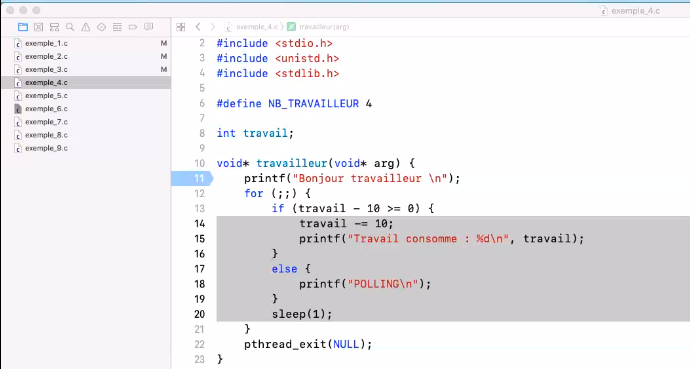 exemple_4.c
exemple_4.c > travailleur(arg)
exemple_1.c M
exemple_2.c M
exemple_3.c M
exemple_4.c
exemple_5.c
exemple_6.c
exemple_7.c
exemple_8.c
exemple_9.c
2 #include <stdio.h>
3 #include <unistd.h>
4 #include <stdlib.h>
5
6 #define NB_TRAVAILLEUR 4
7
8 int travail;
9
10 void* travailleur(void* arg) {
11 printf("Bonjour travailleur \n");
12 for (;;) {
13 if (travail - 10 >= 0) {
14 travail -= 10;
15 printf("Travail consomme : %d\n", travail);
16 }
17 else {
18 printf("POLLING\n");
19 }
20 sleep(1);
21 }
22 pthread_exit(NULL);
23 }